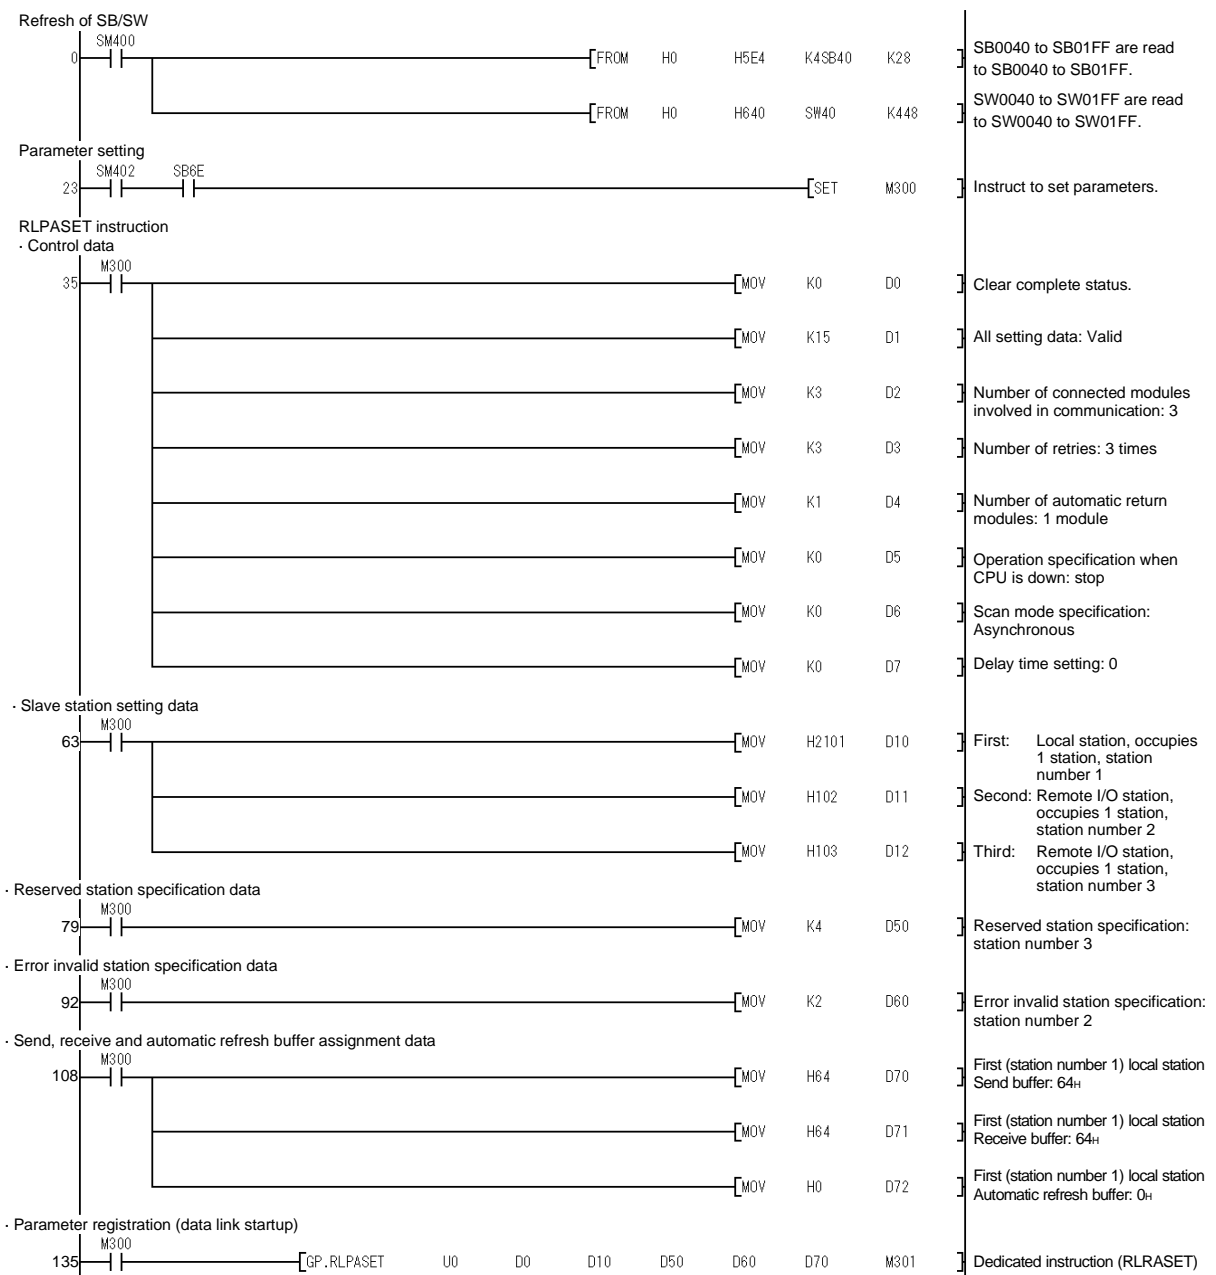 Refresh of SB/SW
SM400
0 FROM H0 H5E4 K4SB40 K28 SB0040 to SB01FF are read
to SB0040 to SB01FF.
FROM H0 H640 SW40 K448 SW0040 to SW01FF are read
to SW0040 to SW01FF.
Parameter setting
SM402 SB6E
23 SET M300 Instruct to set parameters.
RLPASET instruction
· Control data
M300
35 MOV K0 D0 Clear complete status.
MOV K15 D1 All setting data: Valid
MOV K3 D2 Number of connected modules
involved in communication: 3
MOV K3 D3 Number of retries: 3 times
MOV K1 D4 Number of automatic return
modules: 1 module
MOV K0 D5 Operation specification when
CPU is down: stop
MOV K0 D6 Scan mode specification:
Asynchronous
MOV K0 D7 Delay time setting: 0
· Slave station setting data
M300
63 MOV H2101 D10 First: Local station, occupies
1 station, station
number 1
MOV H102 D11 Second: Remote I/O station,
occupies 1 station,
station number 2
MOV H103 D12 Third: Remote I/O station,
occupies 1 station,
station number 3
· Reserved station specification data
M300
79 MOV K4 D50 Reserved station specification:
station number 3
· Error invalid station specification data
M300
92 MOV K2 D60 Error invalid station specification:
station number 2
· Send, receive and automatic refresh buffer assignment data
M300
108 MOV H64 D70 First (station number 1) local station
Send buffer: 64H
MOV H64 D71 First (station number 1) local station
Receive buffer: 64H
MOV H0 D72 First (station number 1) local station
Automatic refresh buffer: 0H
· Parameter registration (data link startup)
M300
135 GP.RLPASET U0 D0 D10 D50 D60 D70 M301 Dedicated instruction (RLRASET)